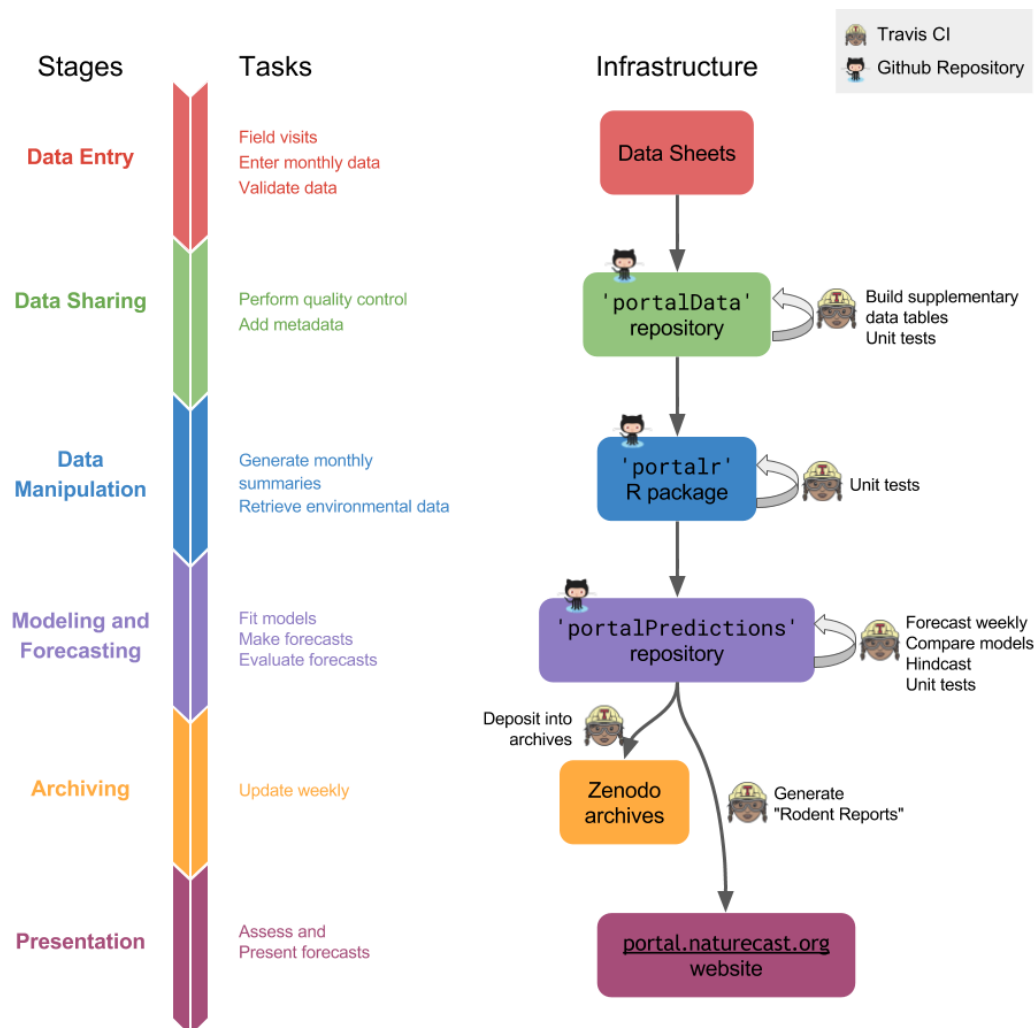 Travis CI
Github Repository
Stages
Tasks
Infrastructure
Data Entry
Field visits
Enter monthly data
Validate data
Data Sheets
Data Sharing
Perform quality control
Add metadata
'portalData'
repository
Build supplementary
data tables
Unit tests
Data
Manipulation
Generate monthly
summaries
Retrieve environmental data
'portalr'
R package
Unit tests
Modeling and
Forecasting
Fit models
Make forecasts
Evaluate forecasts
'portalPredictions'
repository
Forecast weekly
Compare models
Hindcast
Unit tests
Deposit into
archives
Archiving
Update weekly
Zenodo
archives
Generate
"Rodent Reports"
Presentation
Assess and
Present forecasts
portal.naturecast.org
website